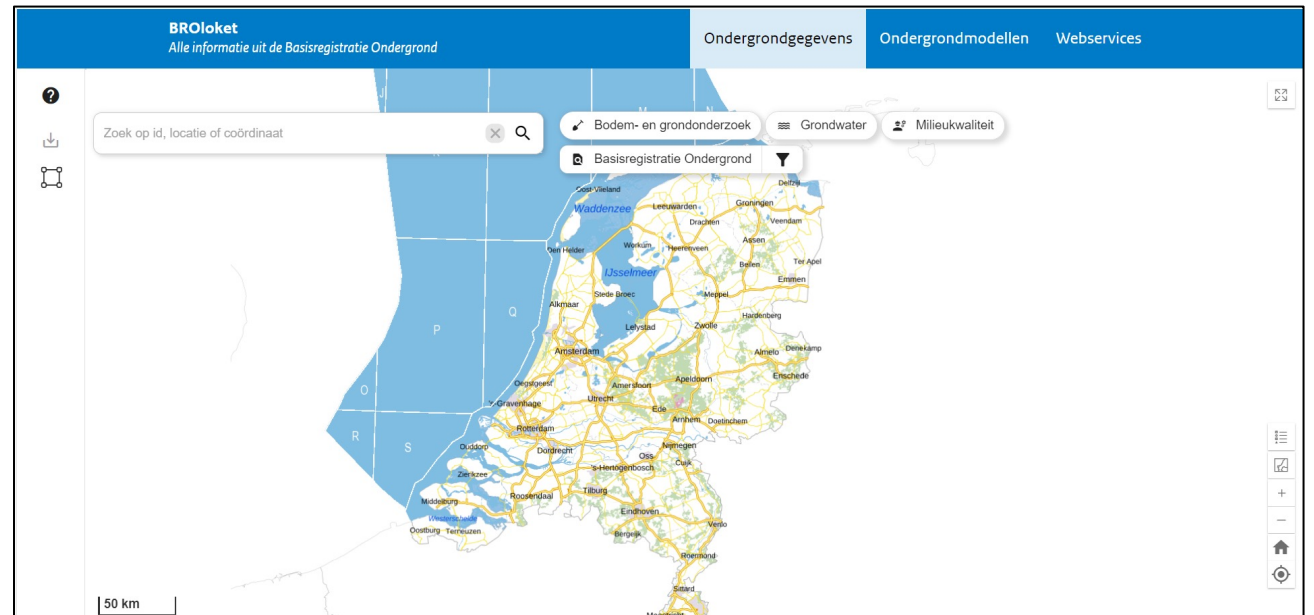 BROloket
Alle informatie uit de Basisregistratie Ondergrond
Ondergrondgegevens
Ondergrondmodellen
Webservices
J
M
N
Zoek op id, locatie of coördinaat
Bodem- en grondonderzoek
Grondwater
Milieukwaliteit
Basisregistratie Ondergrond
Oost-Vlieland
Delfzijl
Waddenzee
Leeuwarden
Groningen
Drachten
Veendam
Den Helder
Workum
Heerenveen
Assen
Beilen
Ter Apel
IJsselmeer
Emmen
Stede Broec
Meppel
Alkmaar
Q
Hardenberg
P
Lelystad
Zwolle
Amsterdam
Almelo
Denekamp
Oegstgeest
Amersfoort
Apeldoorn
Enschede
O
's-Gravenhage
Utrecht
Ede
Arnhem
Doetinchem
Rotterdam
R
S
Ouddorp
Dordrecht
Oss
Nijmegen
's-Hertogenbosch
Cuijk
Zierikzee
Middelburg
Roosendaal
Tilburg
Westerschelde
Eindhoven
Oostburg
Terneuzen
Bergeijk
Venlo
Roermond
Sittard
50 km
Maastricht